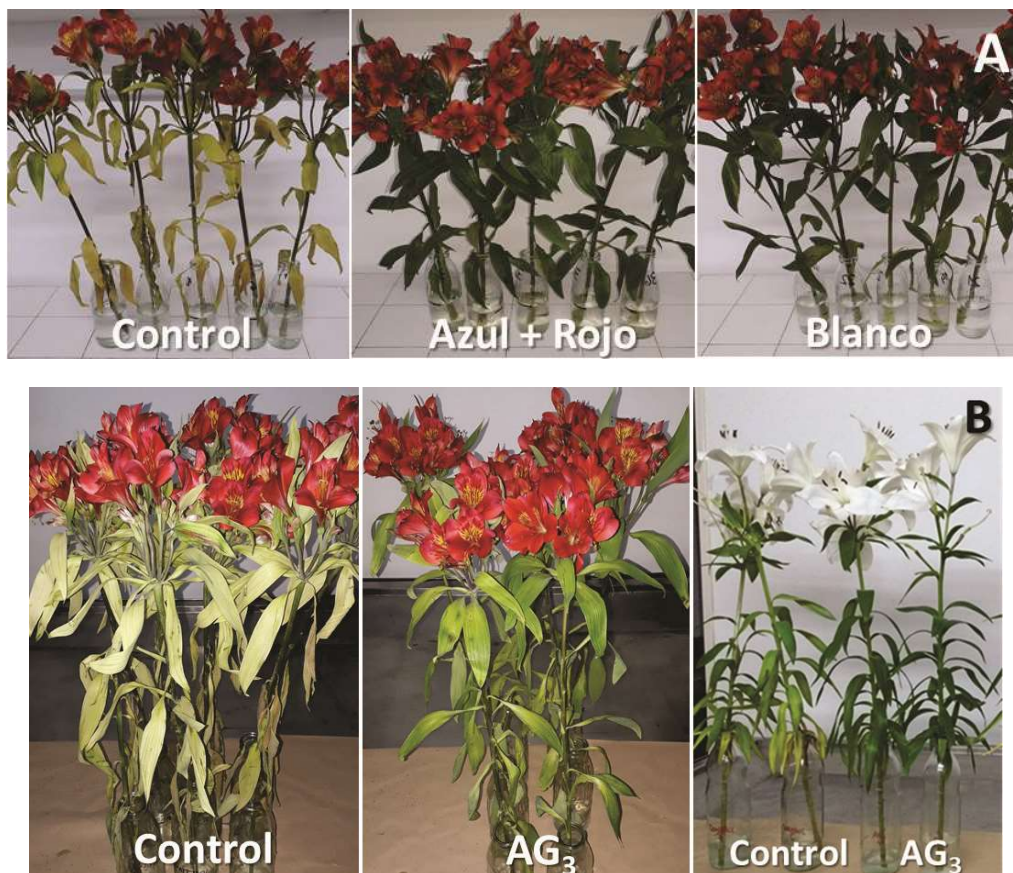 A
Control
Azul + Rojo
Blanco
B
Control
AG₃
Control
AG₃